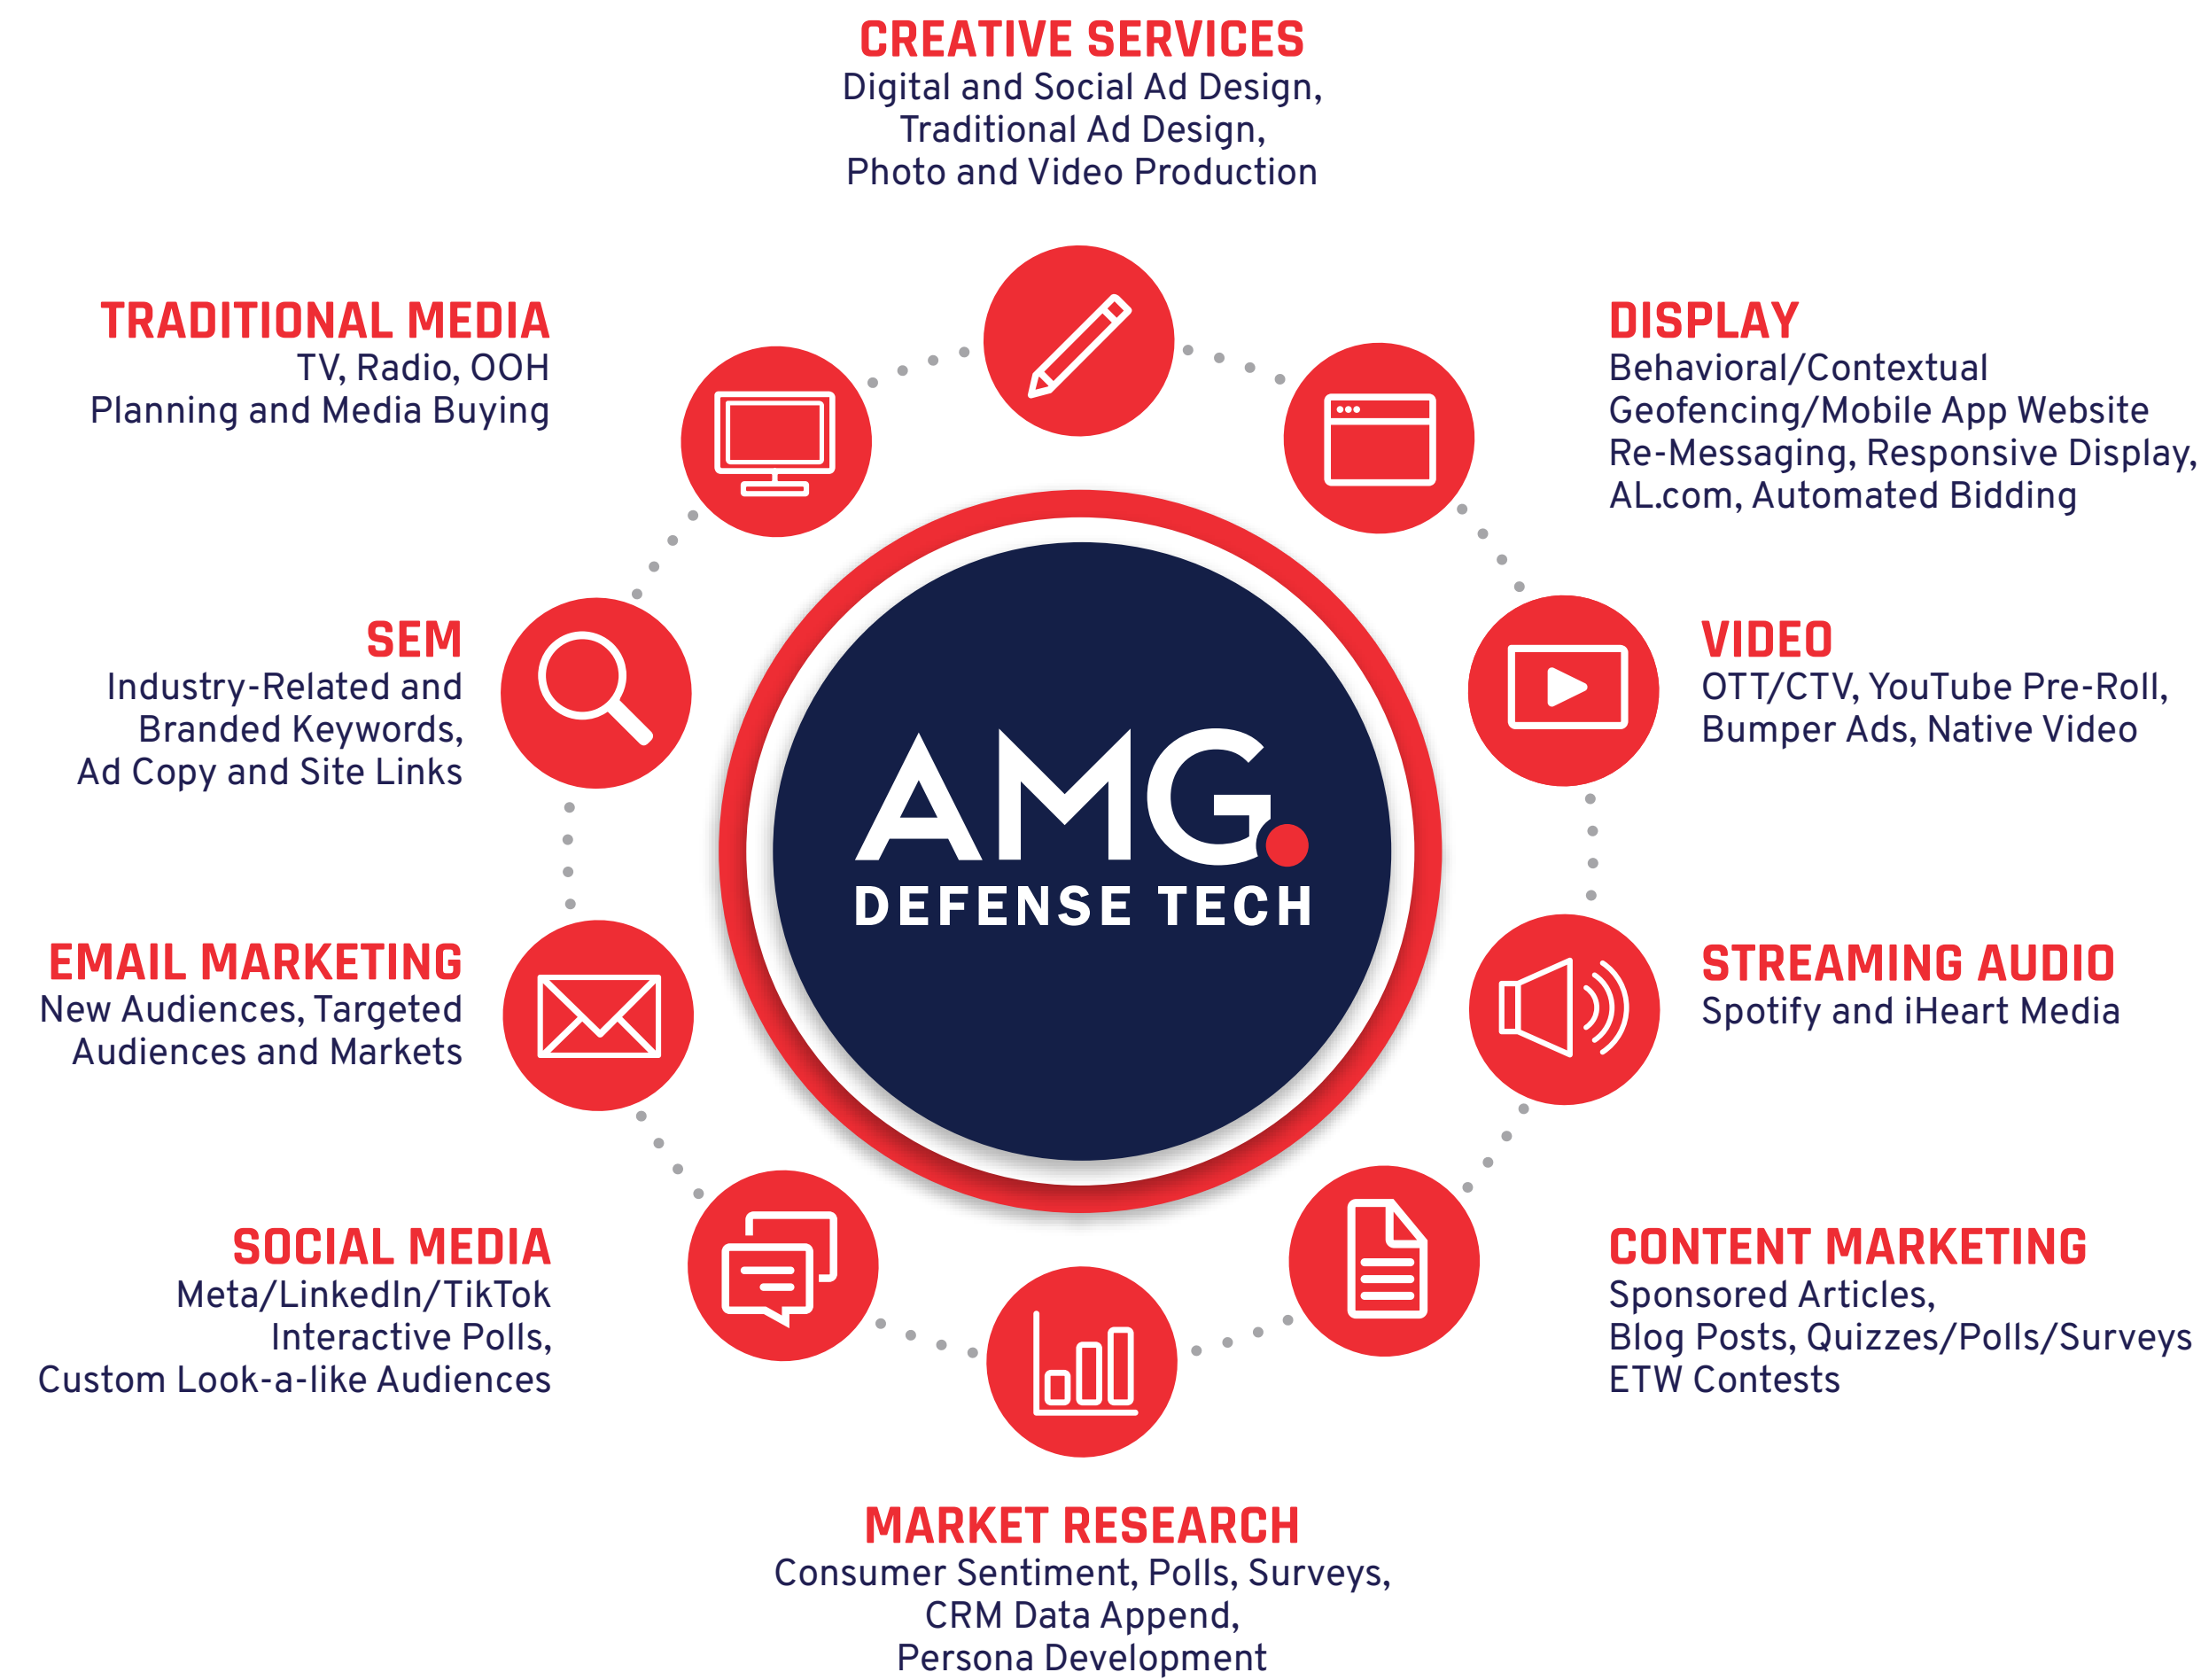 CREATIVE SERVICES
Digital and Social Ad Design,
Traditional Ad Design,
Photo and Video Production
TRADITIONAL MEDIA
TV, Radio, OOH
Planning and Media Buying
DISPLAY
Behavioral/Contextual
Geofencing/Mobile App Website
Re-Messaging, Responsive Display,
AL.com, Automated Bidding
SEM
Industry-Related and
Branded Keywords,
Ad Copy and Site Links
VIDEO
OTT/CTV, YouTube Pre-Roll,
Bumper Ads, Native Video
AMG.
DEFENSE TECH
EMAIL MARKETING
New Audiences, Targeted
Audiences and Markets
STREAMING AUDIO
Spotify and iHeart Media
SOCIAL MEDIA
Meta/LinkedIn/TikTok
Interactive Polls,
Custom Look-a-like Audiences
CONTENT MARKETING
Sponsored Articles,
Blog Posts, Quizzes/Polls/Surveys
ETW Contests
MARKET RESEARCH
Consumer Sentiment, Polls, Surveys,
CRM Data Append,
Persona Development